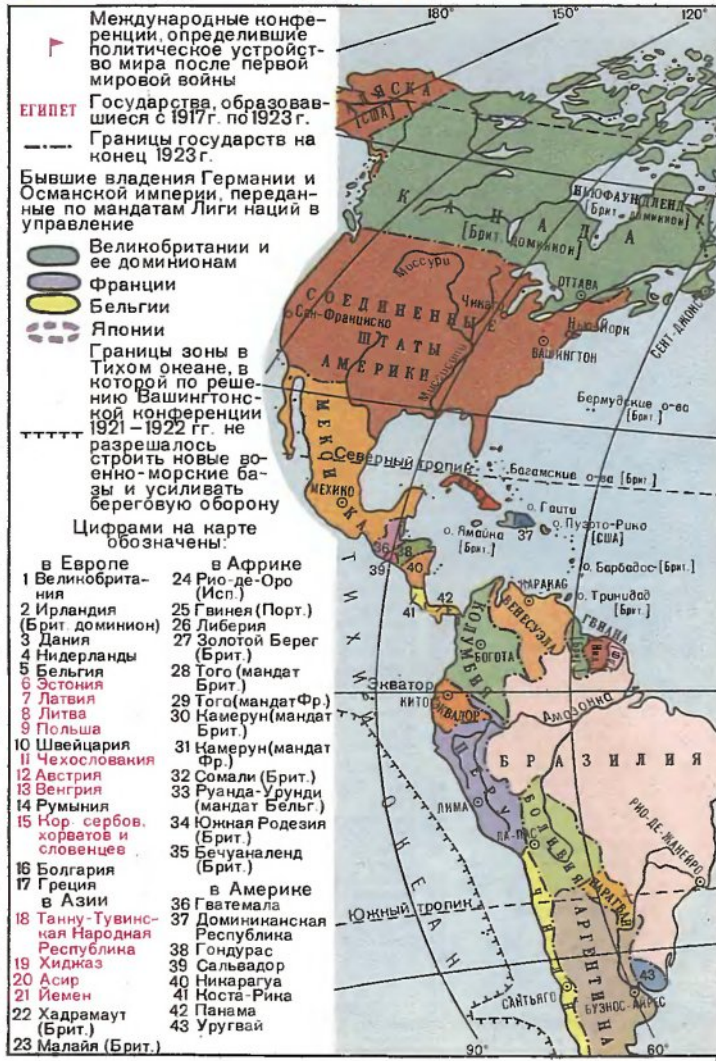 Международные конфе-
ренции, определившие
политическое устройст-
во мира после первой
мировой войны
ЕГИПЕТ Государства, образовав-
шиеся с 1917г. по 1923 г.
Границы государств на
конец 1923 г.
Бывшие владения Германии и
Османской империи, передан-
ные по мандатам Лиги наций в
управление
Великобритании и
ее доминионам
Франции
Бельгии
Японии
Границы зоны в
Тихом океане, в
которой по реше-
нию Вашингтонс-
кой конференции
1921–1922 гг. не
разрешалось
строить новые во-
енно-морские ба-
зы и усиливать
береговую оборону
Цифрами на карте
обозначены:
в Европе
1 Великобрита-
ния
2 Ирландия
(Брит. доминион)
3 Дания
4 Нидерланды
5 Бельгия
6 Эстония
7 Латвия
8 Литва
9 Польша
10 Швейцария
11 Чехословакия
12 Австрия
13 Венгрия
14 Румыния
15 Кор. сербов,
хорватов и
словенцев
16 Болгария
17 Греция
в Азии
18 Танну-Тувинс-
кая Народная
Республика
19 Хиджаз
20 Асир
21 Йемен
22 Хадрамаут
(Брит.)
23 Малайя (Брит.)
в Африке
24 Рио-де-Оро
(Исп.)
25 Гвинея (Порт.)
26 Либерия
27 Золотой Берег
(Брит.)
28 Того (мандат
Брит.)
29 Того(мандат Фр.)
30 Камерун(мандат
Брит.)
31 Камерун(мандат
Фр.)
32 Сомали (Брит.)
33 Руанда-Урунди
(мандат Бельг.)
34 Южная Родезия
(Брит.)
35 Бечуаналенд
(Брит.)
в Америке
36 Гватемала
37 Доминиканская
Республика
38 Гондурас
39 Сальвадор
40 Никарагуа
41 Коста-Рика
42 Панама
43 Уругвай
180°
150°
120°
АЛЯСКА
[США]
КАНАДА
[Брит. доминион]
НЬЮФАУНДЛЕНД
[Брит. доминион]
ОТТАВА
СЕНТ-ДЖОНС
Миссури
СОЕДИНЕННЫЕ
ШТАТЫ
АМЕРИКИ
Сан-Франциско
Чикаго
Нью-Йорк
ВАШИНГТОН
Миссисипи
Бермудские о-ва
[Брит.]
МЕКСИКА
МЕХИКО
Северный тропик
Багамские о-ва [Брит.]
о. Гаити
о. Ямайка
[Брит.]
37
о. Пуэрто-Рико
[США]
36
38
39
40
41
42
о. Барбадос [Брит.]
о. Тринидад
[Брит.]
КАРАКАС
ВЕНЕСУЭЛА
ГВИАНА
КОЛУМБИЯ
БОГОТА
Экватор
КИТО
ЭКВАДОР
Амазонка
БРАЗИЛИЯ
ПЕРУ
ЛИМА
ЛА-ПАС
БОЛИВИЯ
РИО-ДЕ-ЖАНЕЙРО
ПАРАГВАЙ
ТИХИЙ
ОКЕАН
Южный тропик
ЧИЛИ
АРГЕНТИНА
43
САНТЬЯГО
БУЭНОС-АЙРЕС
90°
60°